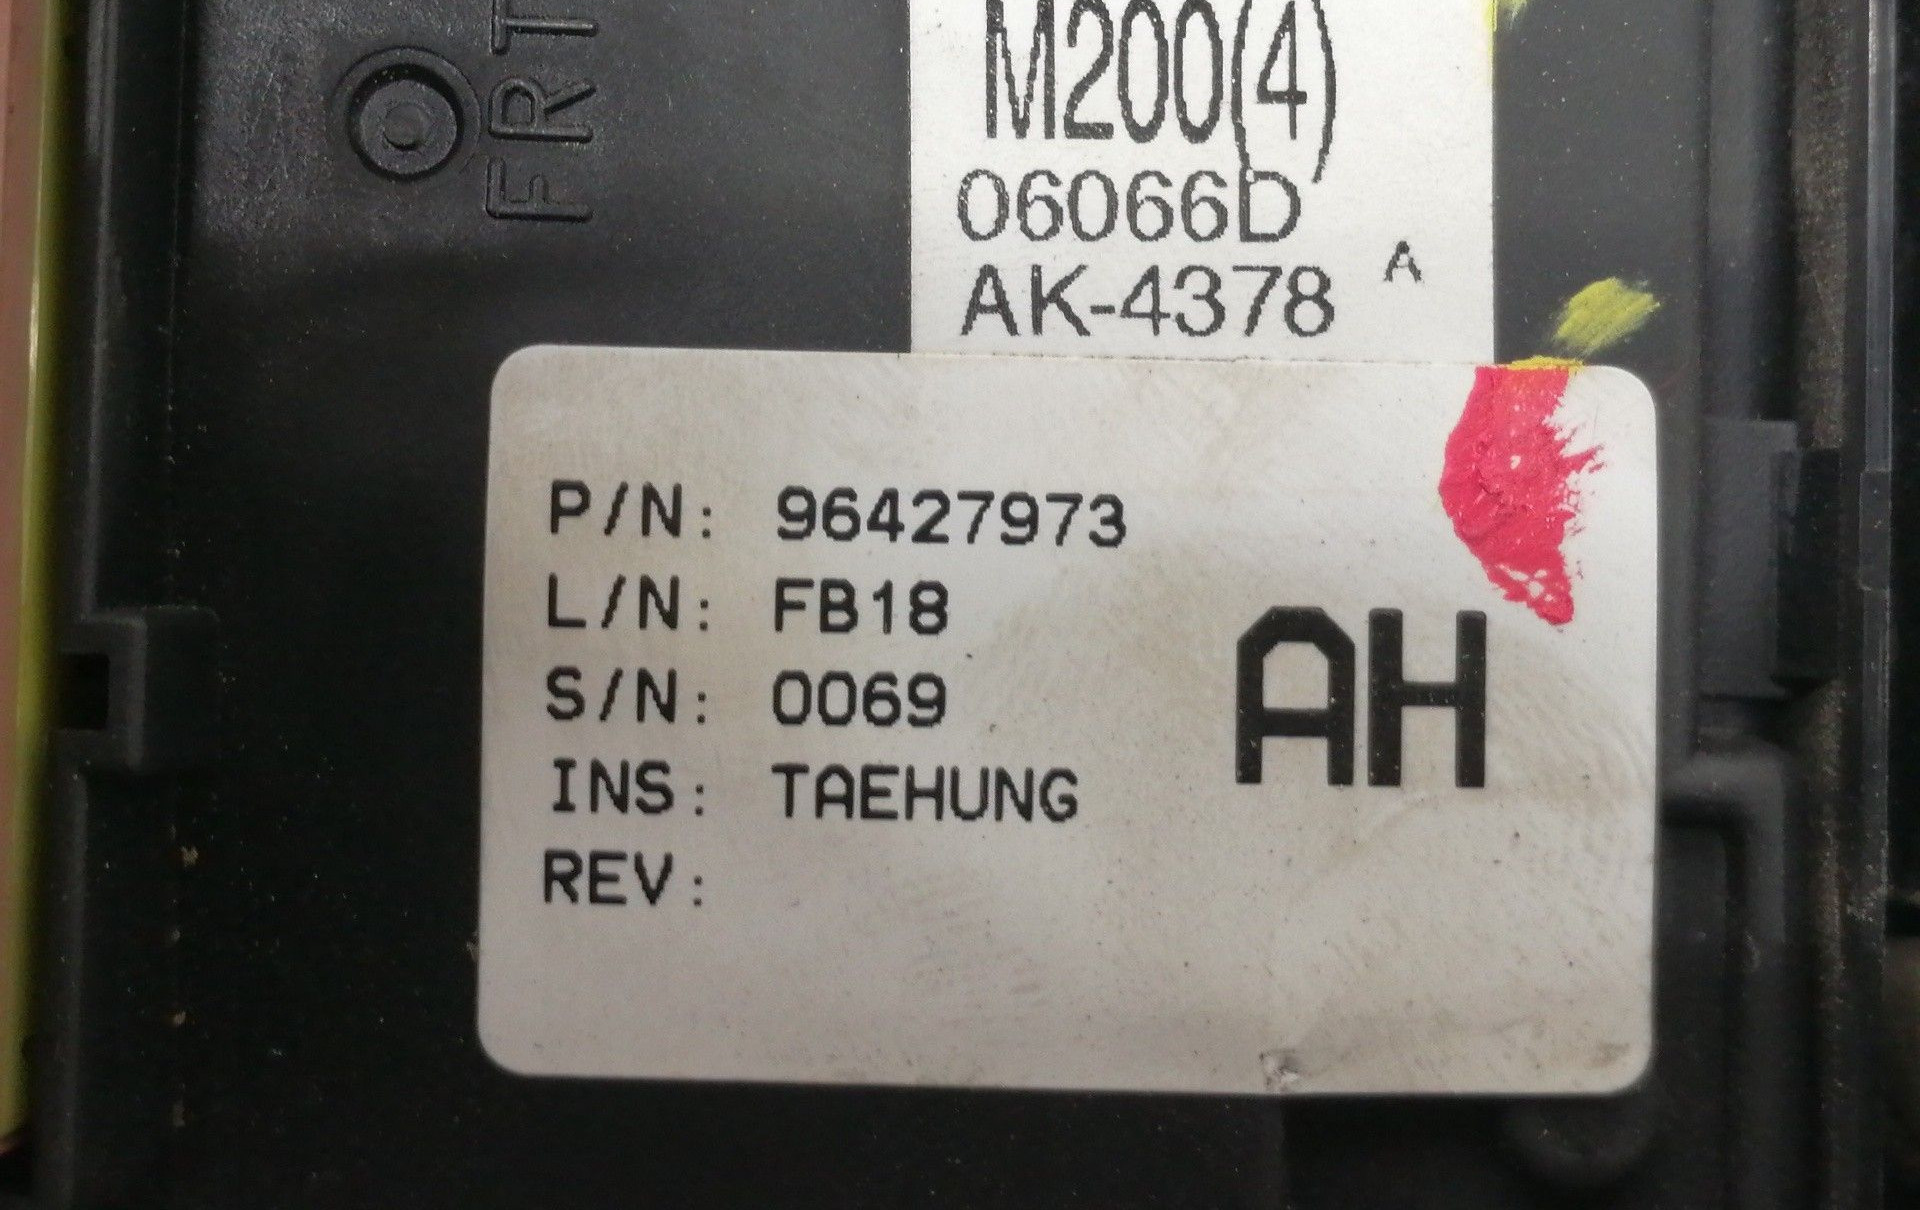 FRT
M200(4)
06066D
AK-4378 A
P/N: 96427973
L/N: FB18
S/N: 0069
INS: TAEHUNG
REV:
AH